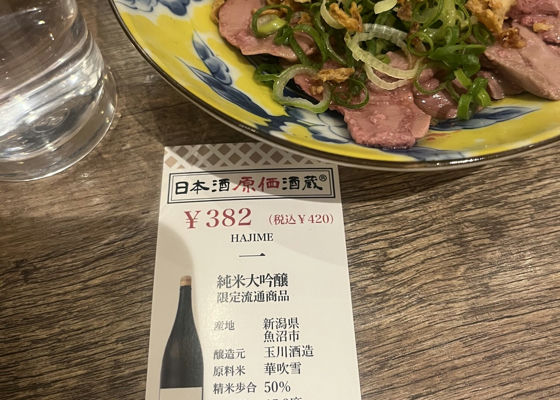 日本酒原価酒蔵®
￥382 （税込￥420）
HAJIME
一
純米大吟醸
限定流通商品
産地 新潟県
魚沼市
醸造元 玉川酒造
原料米 華吹雪
精米歩合 50%